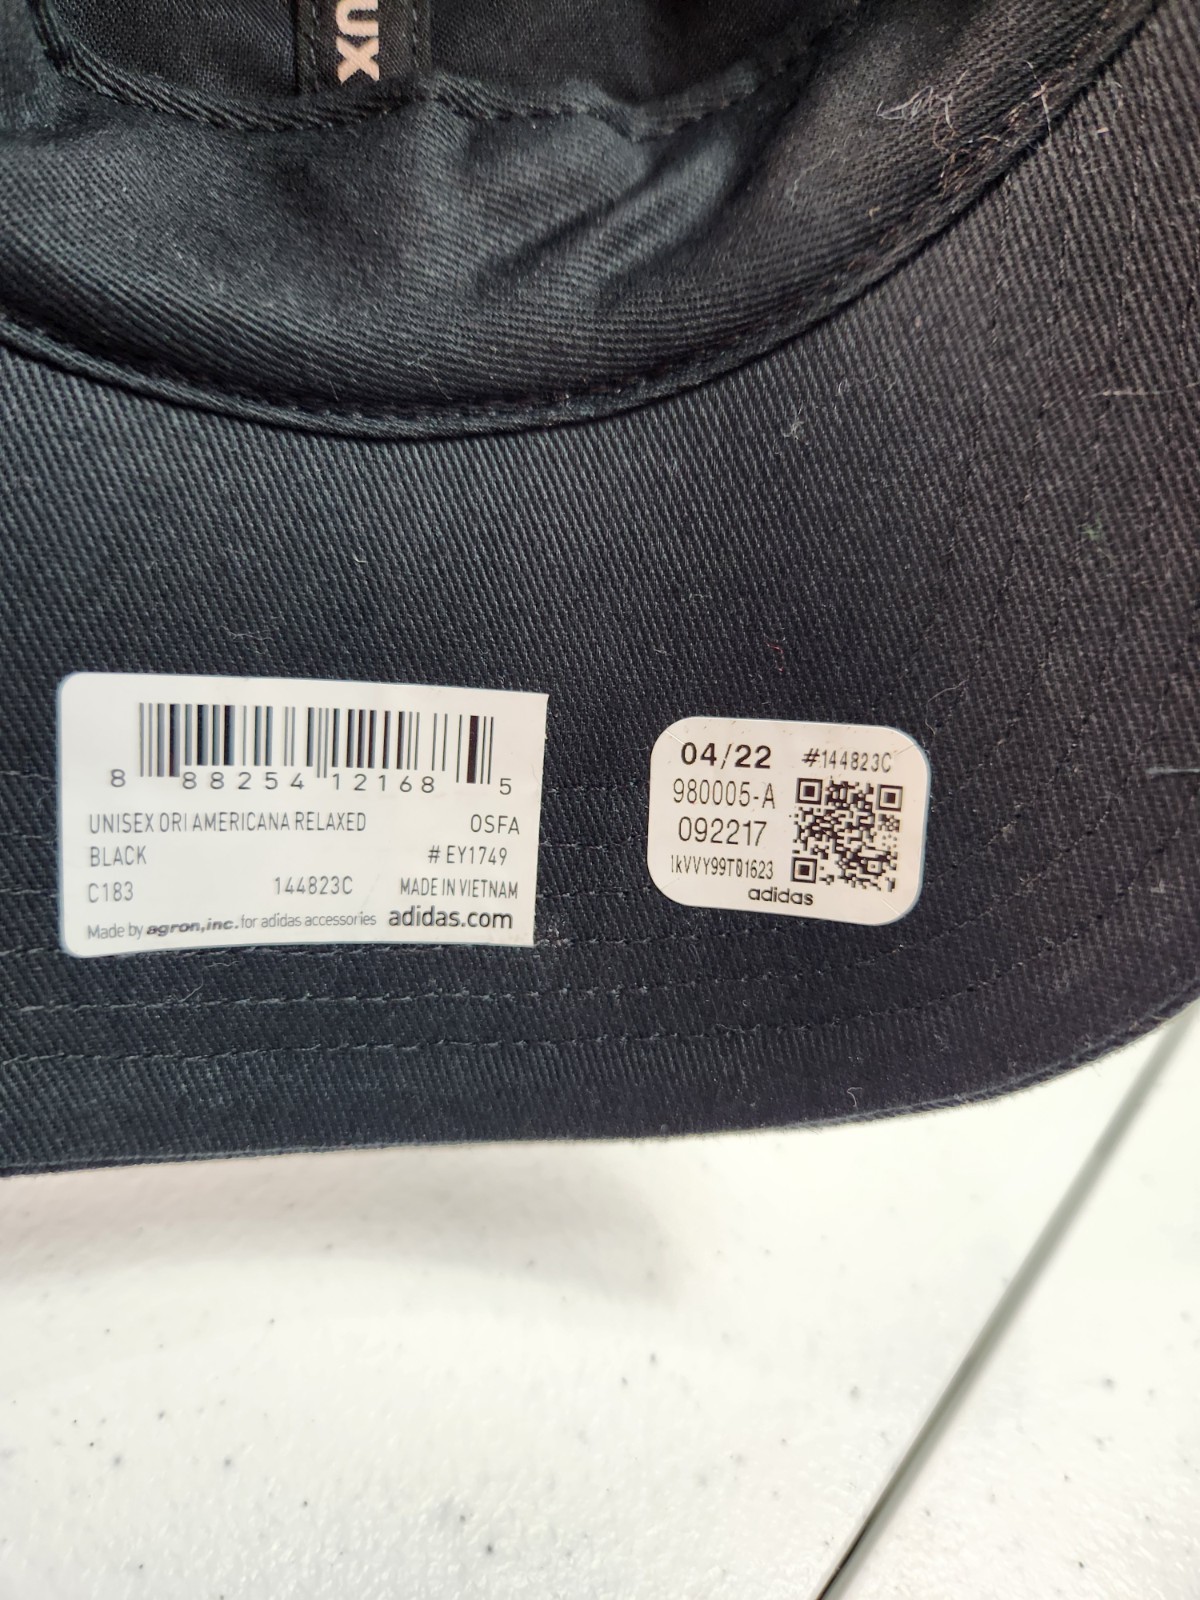 UX
8 88254 12168 5
UNISEX ORI AMERICANA RELAXED OSFA
BLACK # EY1749
C183 144823C MADE IN VIETNAM
Made by agron,inc. for adidas accessories adidas.com
04/22 #144823C
980005-A
092217
1kVVY99T01623
adidas